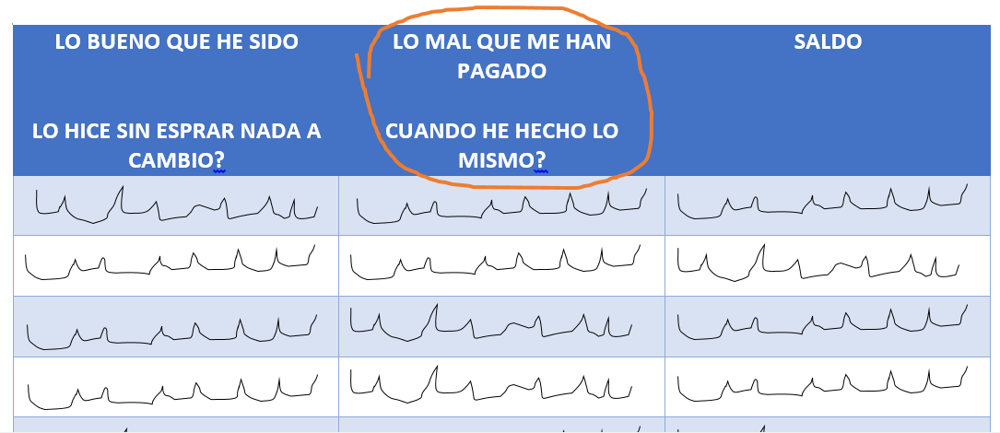 LO BUENO QUE HE SIDO
LO HICE SIN ESPRAR NADA A
CAMBIO?
LO MAL QUE ME HAN
PAGADO
CUANDO HE HECHO LO
MISMO?
SALDO